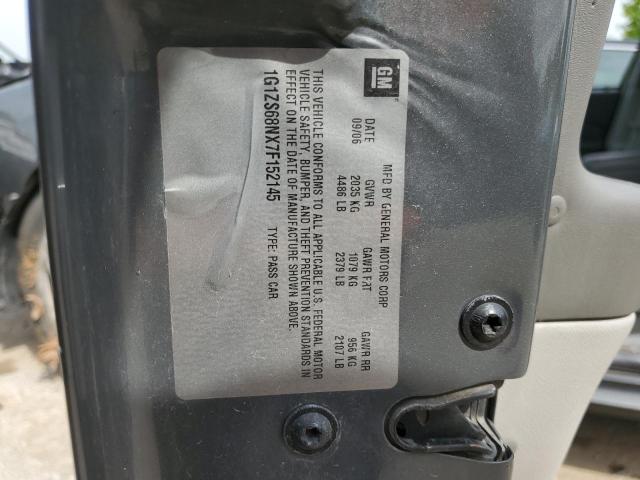 GM
MFD BY GENERAL MOTORS CORP
DATE GVWR GAWR FRT GAWR RR
09/06 2035 KG 1079 KG 956 KG
4486 LB 2379 LB 2107 LB
THIS VEHICLE CONFORMS TO ALL APPLICABLE U.S. FEDERAL MOTOR
VEHICLE SAFETY, BUMPER, AND THEFT PREVENTION STANDARDS IN
EFFECT ON THE DATE OF MANUFACTURE SHOWN ABOVE.
1G1ZS68NX7F152145 TYPE: PASS CAR